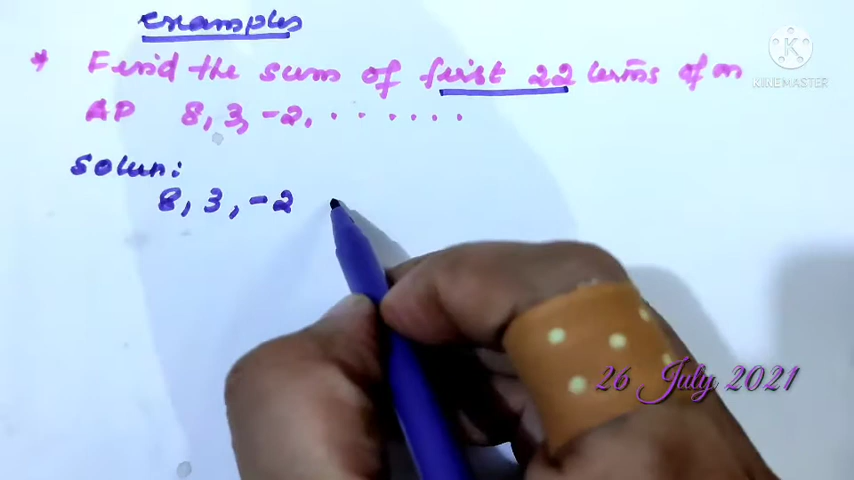 examples
* Find the sum of first 22 terms of an
AP 8, 3, -2, .......
Solun:
8, 3, -2
KINEMASTER
26 July 2021